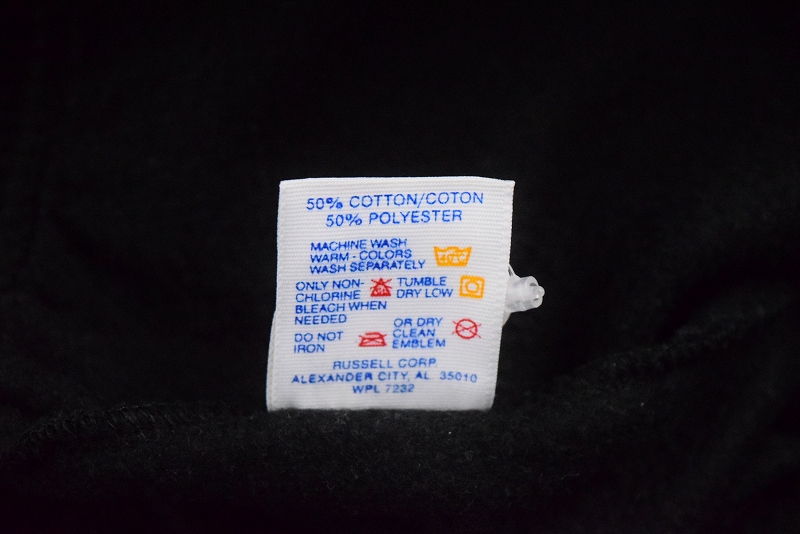 50% COTTON/COTON
50% POLYESTER
MACHINE WASH
WARM - COLORS
WASH SEPARATELY
40°C
ONLY NON-
CHLORINE
BLEACH WHEN
NEEDED
TUMBLE
DRY LOW
DO NOT
IRON
OR DRY
CLEAN
EMBLEM
RUSSELL CORP.
ALEXANDER CITY, AL 35010
WPL 7232